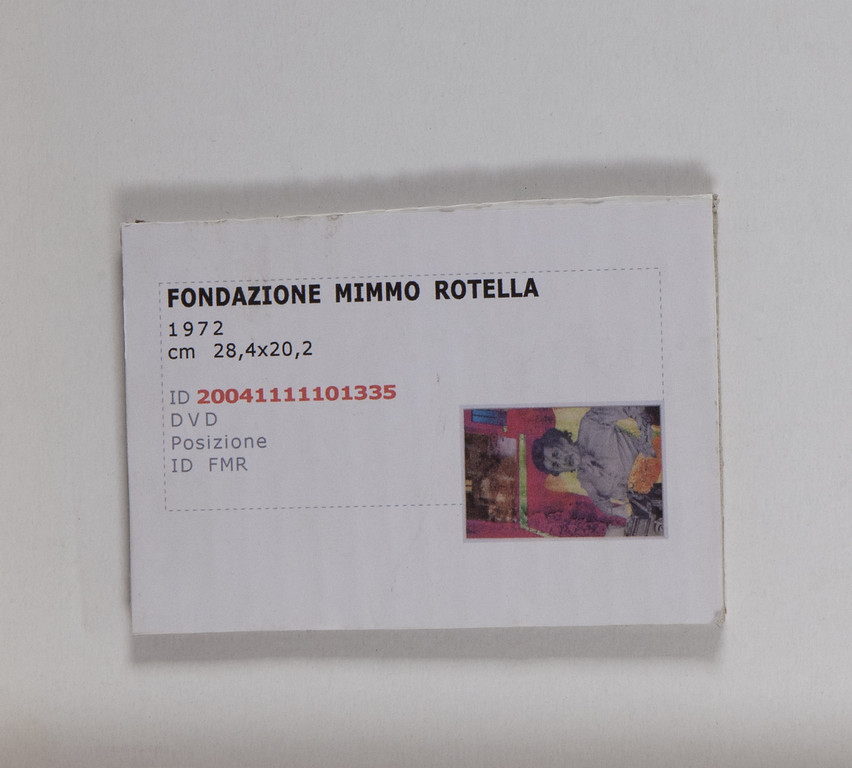 FONDAZIONE MIMMO ROTELLA
1972
cm 28,4x20,2
ID 20041111101335
DVD
Posizione
ID FMR